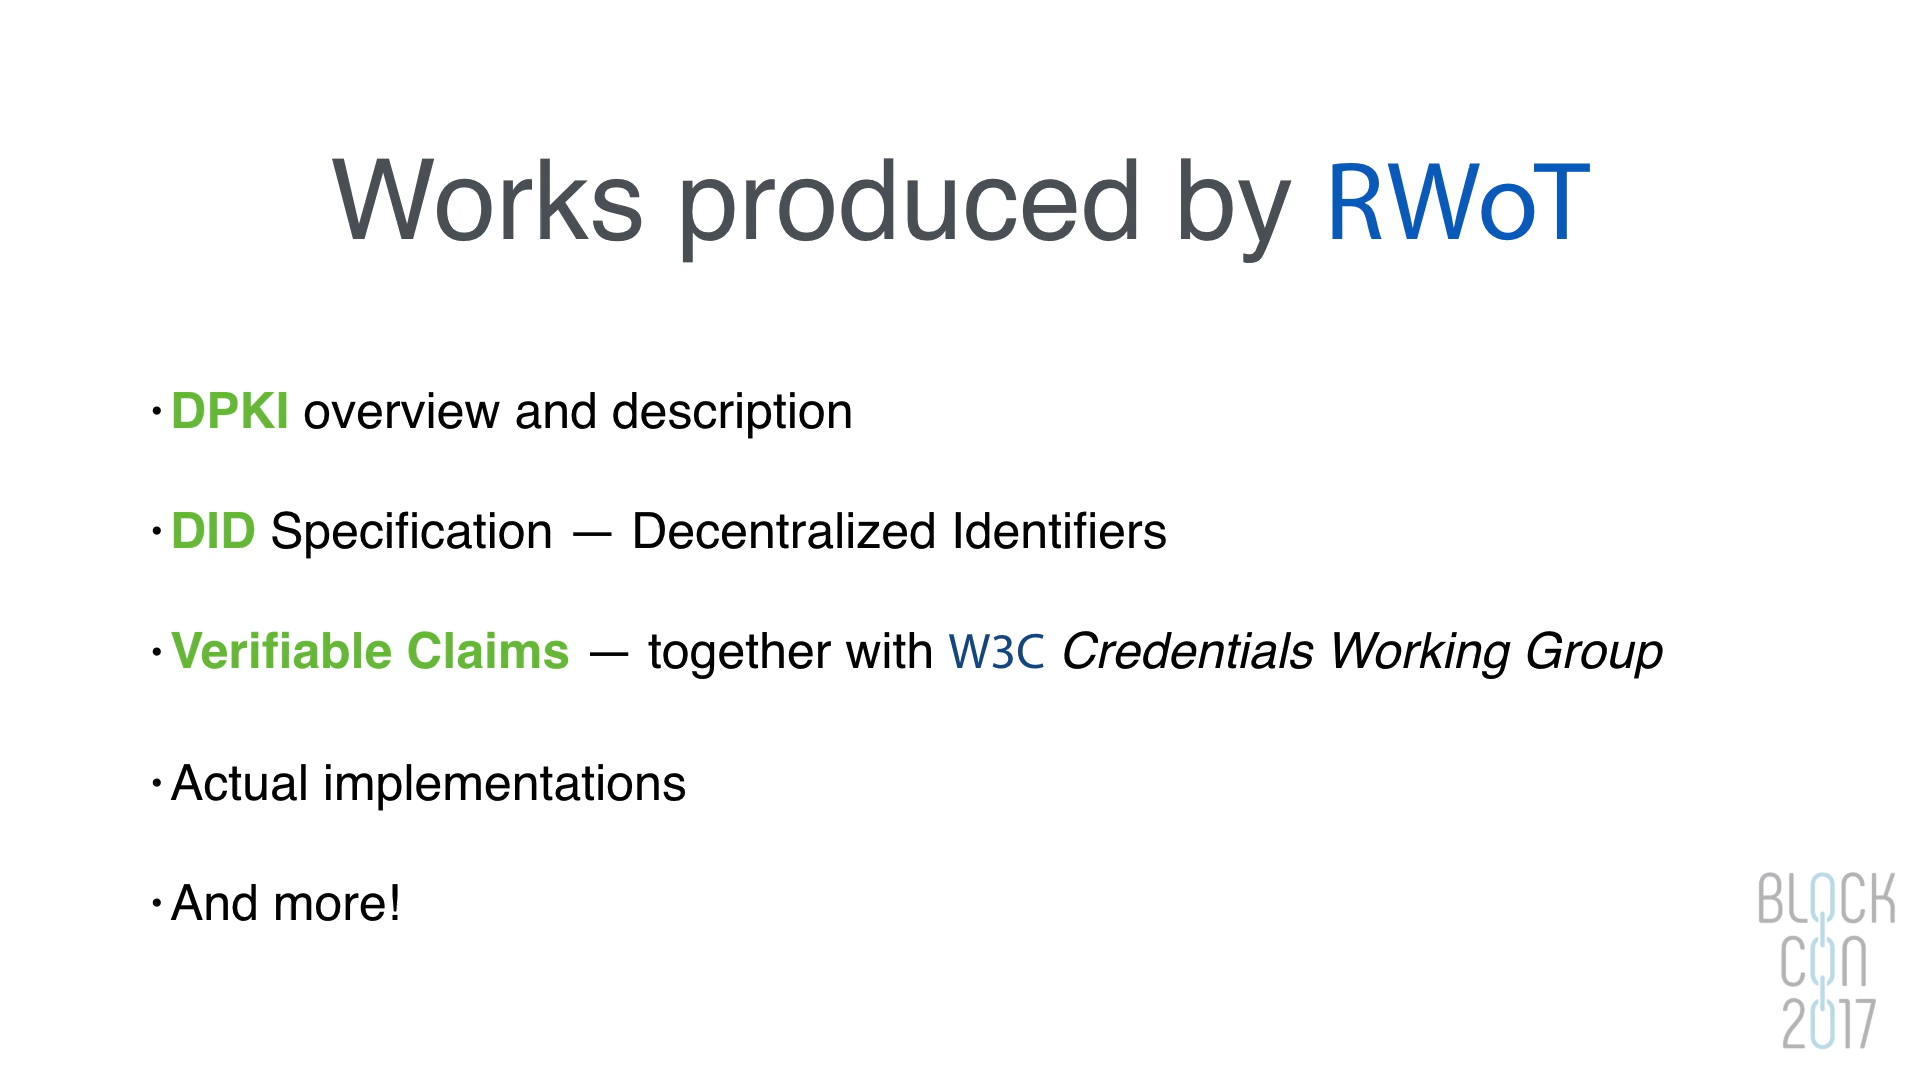 Works produced by RWoT
· DPKI overview and description
· DID Specification — Decentralized Identifiers
· Verifiable Claims — together with W3C Credentials Working Group
· Actual implementations
· And more!
BLOCK
CON
2017